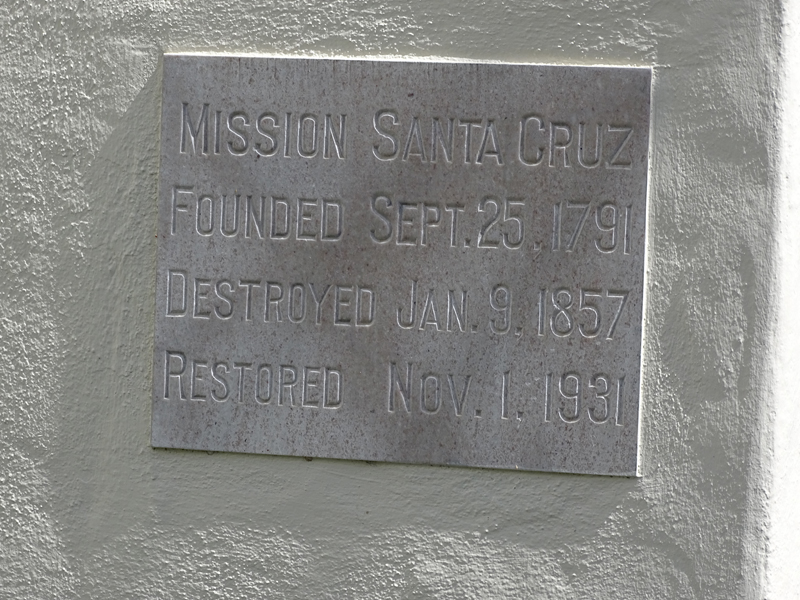 MISSION SANTA CRUZ
FOUNDED SEPT. 25. 1791
DESTROYED JAN. 9. 1857
RESTORED NOV. 1. 1931